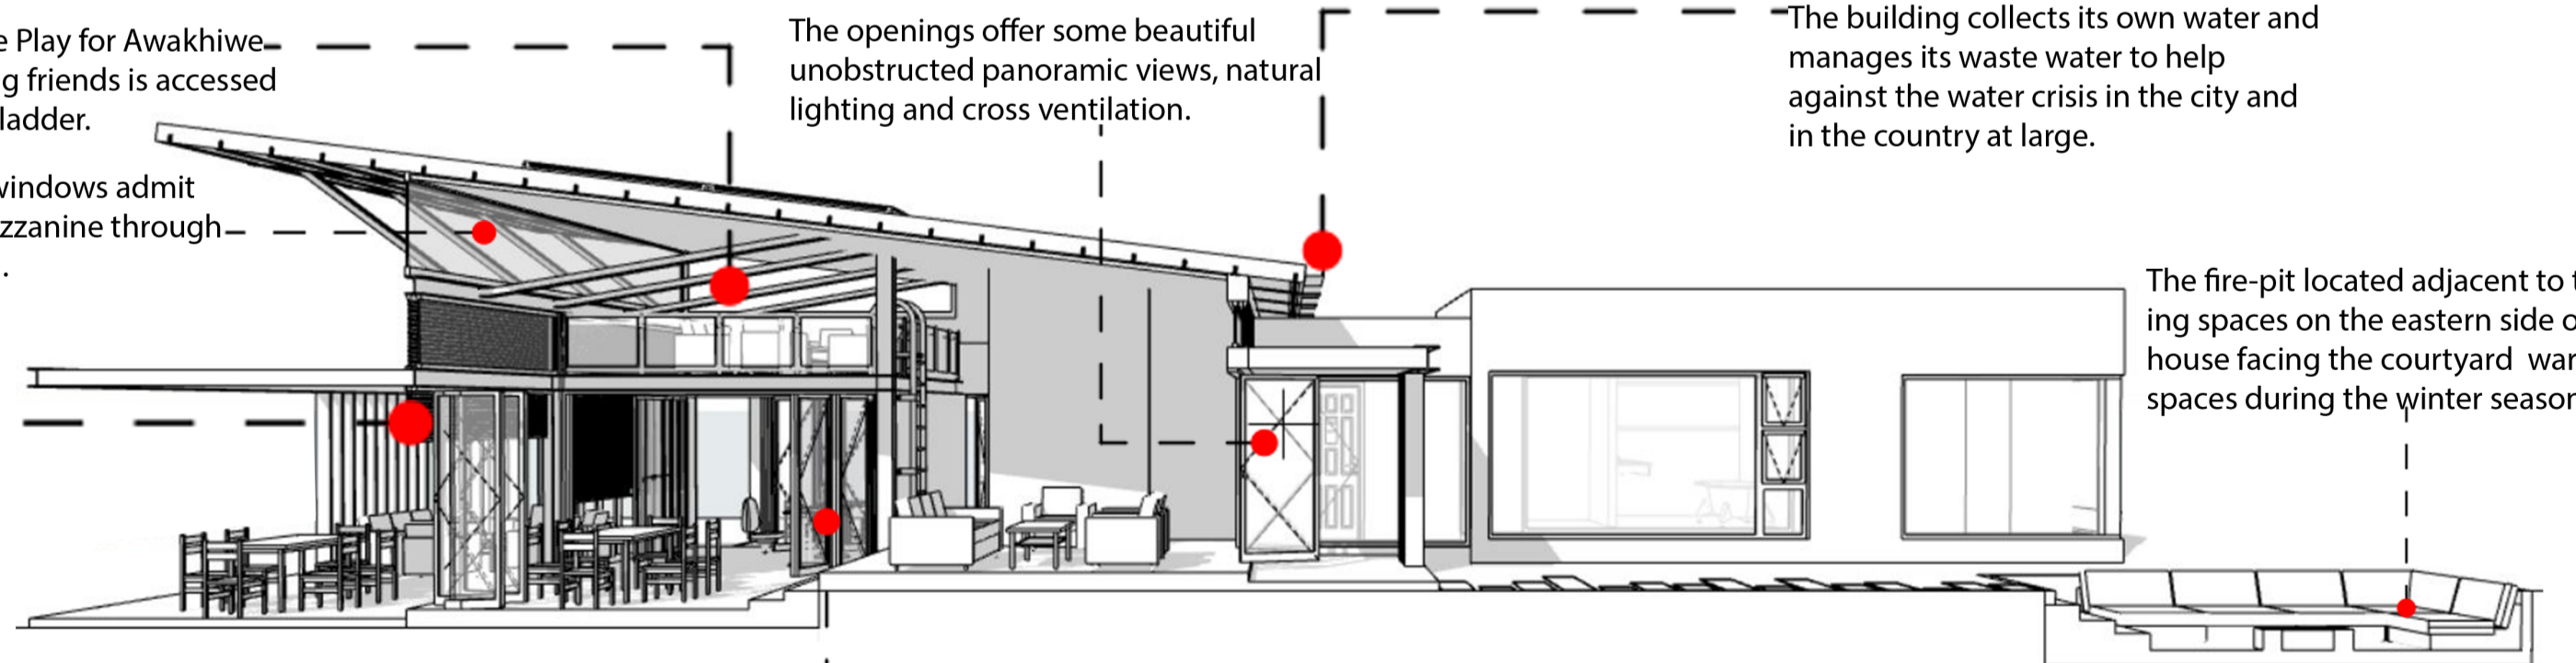 Play for Awakhiwe
friends is accessed
ladder.
windows admit
through
The openings offer some beautiful
unobstructed panoramic views, natural
lighting and cross ventilation.
The building collects its own water and
manages its waste water to help
against the water crisis in the city and
in the country at large.
The fire-pit located adjacent to
ing spaces on the eastern side
house facing the courtyard
spaces during the winter